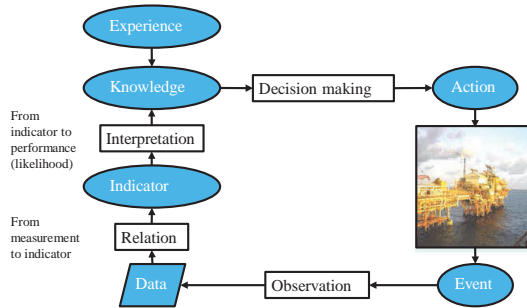 Experience
Knowledge
Decision making
Action
From
indicator to
performance
(likelihood)
Interpretation
Indicator
From
measurement
to indicator
Relation
Data
Observation
Event